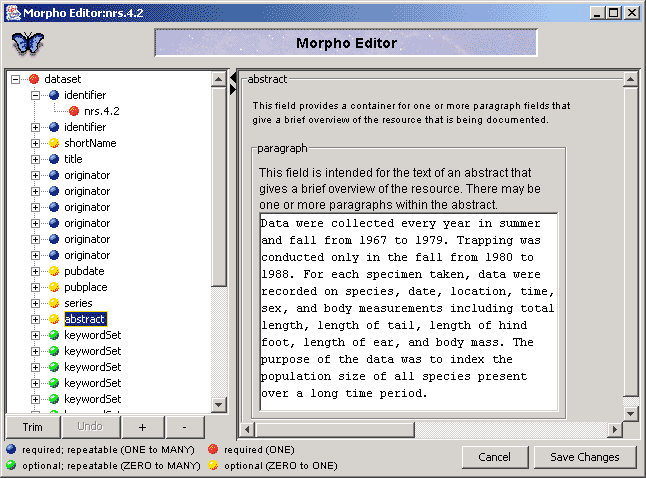 Morpho Editor:nrs.4.2
Morpho Editor
dataset
identifier
nrs.4.2
identifier
shortName
title
originator
originator
originator
originator
originator
originator
pubdate
pubplace
series
abstract
keywordSet
keywordSet
keywordSet
keywordSet
keywordSet
Trim
Undo
+
-
abstract
This field provides a container for one or more paragraph fields that
give a brief overview of the resource that is being documented.
paragraph
This field is intended for the text of an abstract that
gives a brief overview of the resource. There may be
one or more paragraphs within the abstract.
Data were collected every year in summer
and fall from 1967 to 1979. Trapping was
conducted only in the fall from 1980 to
1988. For each specimen taken, data were
recorded on species, date, location, time,
sex, and body measurements including total
length, length of tail, length of hind
foot, length of ear, and body mass. The
purpose of the data was to index the
population size of all species present
over a long time period.
required; repeatable (ONE to MANY)
required (ONE)
optional; repeatable (ZERO to MANY)
optional (ZERO to ONE)
Cancel
Save Changes